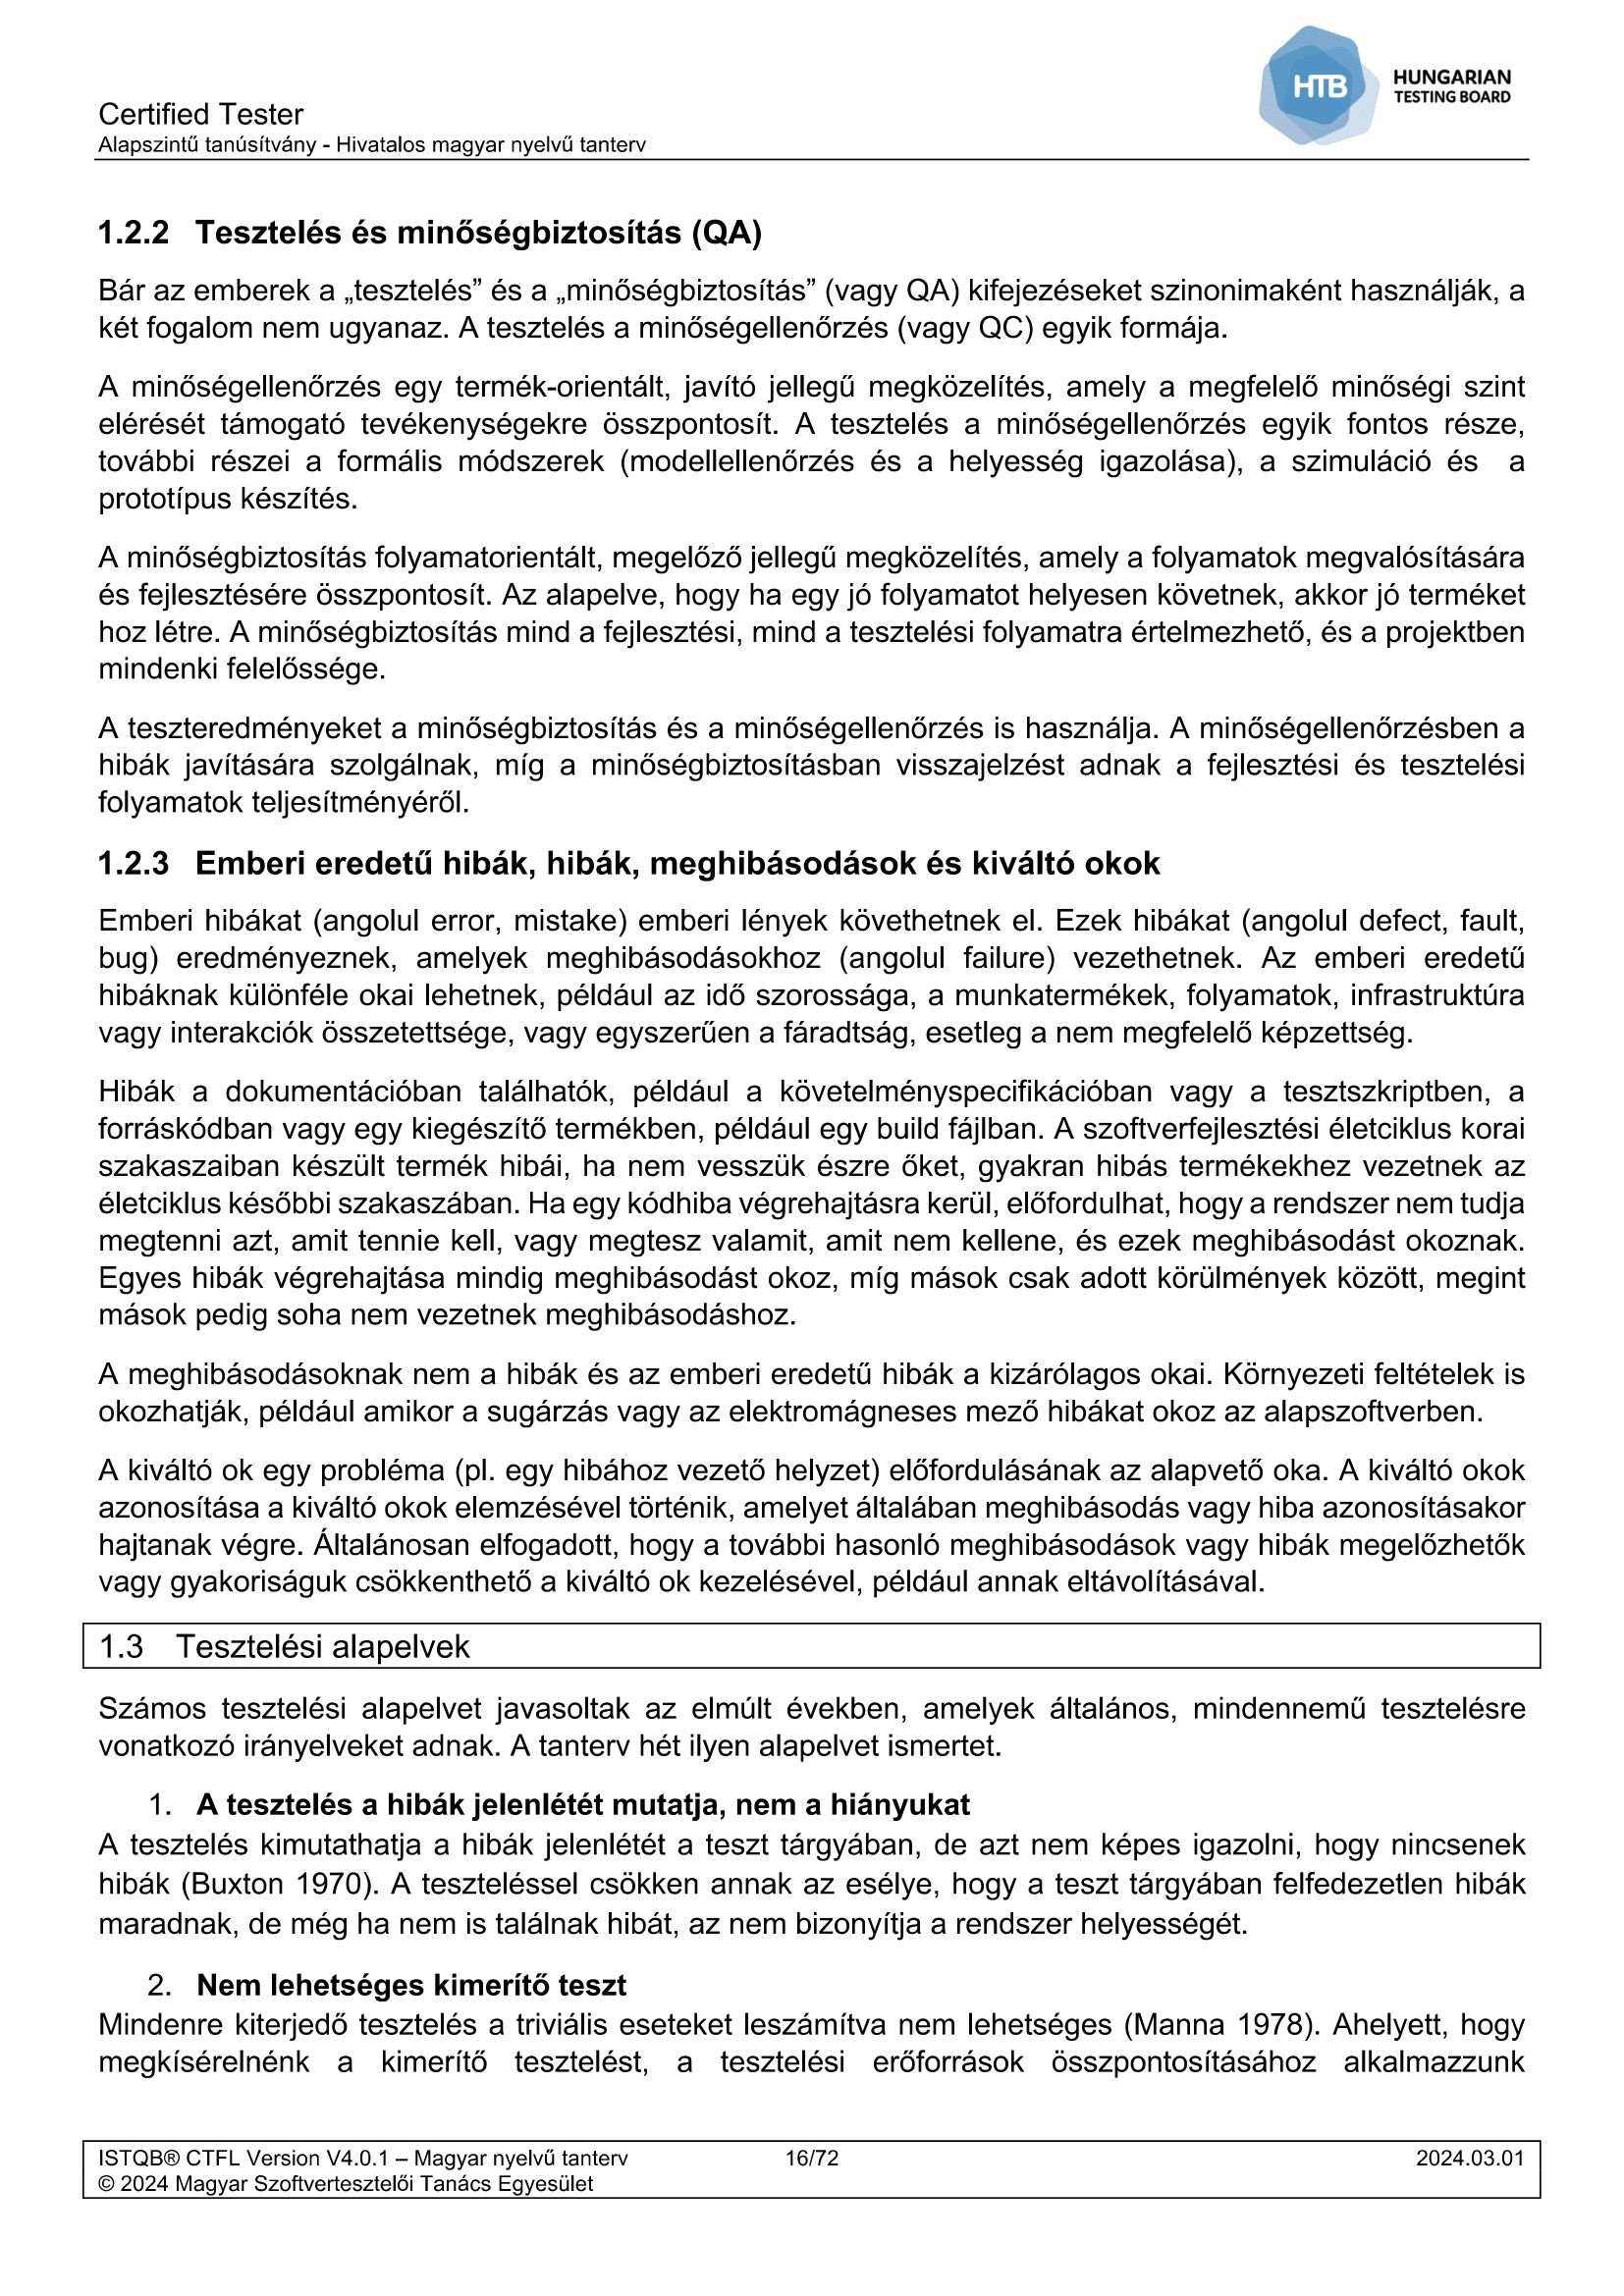 HTB
HUNGARIAN
TESTING BOARD
Certified Tester
Alapszintű tanúsítvány - Hivatalos magyar nyelvű tanterv
1.2.2 Tesztelés és minőségbiztosítás (QA)
Bár az emberek a „tesztelés” és a „minőségbiztosítás” (vagy QA) kifejezéseket szinonimaként használják, a
két fogalom nem ugyanaz. A tesztelés a minőségellenőrzés (vagy QC) egyik formája.
A minőségellenőrzés egy termék-orientált, javító jellegű megközelítés, amely a megfelelő minőségi szint
elérését támogató tevékenységekre összpontosít. A tesztelés a minőségellenőrzés egyik fontos része,
további részei a formális módszerek (modellellenőrzés és a helyesség igazolása), a szimuláció és a
prototípus készítés.
A minőségbiztosítás folyamatorientált, megelőző jellegű megközelítés, amely a folyamatok megvalósítására
és fejlesztésére összpontosít. Az alapelve, hogy ha egy jó folyamatot helyesen követnek, akkor jó terméket
hoz létre. A minőségbiztosítás mind a fejlesztési, mind a tesztelési folyamatra értelmezhető, és a projektben
mindenki felelőssége.
A teszteredményeket a minőségbiztosítás és a minőségellenőrzés is használja. A minőségellenőrzésben a
hibák javítására szolgálnak, míg a minőségbiztosításban visszajelzést adnak a fejlesztési és tesztelési
folyamatok teljesítményéről.
1.2.3 Emberi eredetű hibák, hibák, meghibásodások és kiváltó okok
Emberi hibákat (angolul error, mistake) emberi lények követhetnek el. Ezek hibákat (angolul defect, fault,
bug) eredményeznek, amelyek meghibásodásokhoz (angolul failure) vezethetnek. Az emberi eredetű
hibáknak különféle okai lehetnek, például az idő szorossága, a munkatermékek, folyamatok, infrastruktúra
vagy interakciók összetettsége, vagy egyszerűen a fáradtság, esetleg a nem megfelelő képzettség.
Hibák a dokumentációban találhatók, például a követelményspecifikációban vagy a tesztszkriptben, a
forráskódban vagy egy kiegészítő termékben, például egy build fájlban. A szoftverfejlesztési életciklus korai
szakaszaiban készült termék hibái, ha nem vesszük észre őket, gyakran hibás termékekhez vezetnek az
életciklus későbbi szakaszában. Ha egy kódhiba végrehajtásra kerül, előfordulhat, hogy a rendszer nem tudja
megtenni azt, amit tennie kell, vagy megtesz valamit, amit nem kellene, és ezek meghibásodást okoznak.
Egyes hibák végrehajtása mindig meghibásodást okoz, míg mások csak adott körülmények között, megint
mások pedig soha nem vezetnek meghibásodáshoz.
A meghibásodásoknak nem a hibák és az emberi eredetű hibák a kizárólagos okai. Környezeti feltételek is
okozhatják, például amikor a sugárzás vagy az elektromágneses mező hibákat okoz az alapszoftverben.
A kiváltó ok egy probléma (pl. egy hibához vezető helyzet) előfordulásának az alapvető oka. A kiváltó okok
azonosítása a kiváltó okok elemzésével történik, amelyet általában meghibásodás vagy hiba azonosításakor
hajtanak végre. Általánosan elfogadott, hogy a további hasonló meghibásodások vagy hibák megelőzhetők
vagy gyakoriságuk csökkenthető a kiváltó ok kezelésével, például annak eltávolításával.
1.3 Tesztelési alapelvek
Számos tesztelési alapelvet javasoltak az elmúlt években, amelyek általános, mindennemű tesztelésre
vonatkozó irányelveket adnak. A tanterv hét ilyen alapelvet ismertet.
1. A tesztelés a hibák jelenlétét mutatja, nem a hiányukat
A tesztelés kimutathatja a hibák jelenlétét a teszt tárgyában, de azt nem képes igazolni, hogy nincsenek
hibák (Buxton 1970). A teszteléssel csökken annak az esélye, hogy a teszt tárgyában felfedezetlen hibák
maradnak, de még ha nem is találnak hibát, az nem bizonyítja a rendszer helyességét.
2. Nem lehetséges kimerítő teszt
Mindenre kiterjedő tesztelés a triviális eseteket leszámítva nem lehetséges (Manna 1978). Ahelyett, hogy
megkísérelnénk a kimerítő tesztelést, a tesztelési erőforrások összpontosításához alkalmazzunk
ISTQB® CTFL Version V4.0.1 – Magyar nyelvű tanterv 16/72 2024.03.01
© 2024 Magyar Szoftvertesztelői Tanács Egyesület